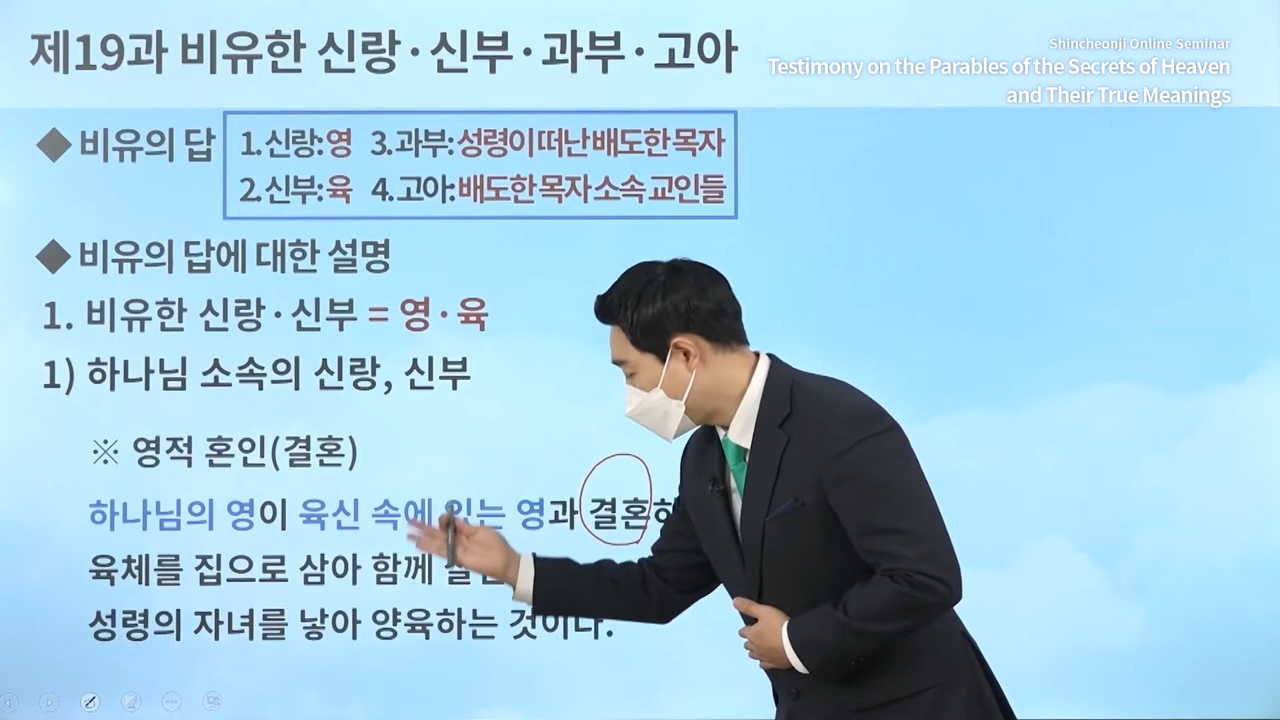 제19과 비유한 신랑·신부·과부·고아
Shincheonji Online Seminar
Testimony on the Parables of the Secrets of Heaven
and Their True Meanings
◆ 비유의 답
1. 신랑: 영 3. 과부: 성령이 떠난 배도한 목자
2. 신부: 육 4. 고아: 배도한 목자 소속 교인들
◆ 비유의 답에 대한 설명
1. 비유한 신랑·신부 = 영·육
1) 하나님 소속의 신랑, 신부
※ 영적 혼인(결혼)
하나님의 영이 육신 속에 있는 영과 결혼하
육체를 집으로 삼아 함께
성령의 자녀를 낳아 양육하는 것이다.